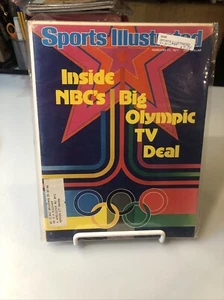 Sports Illustrated
Inside
NBC's Big
Olympic
TV
Deal